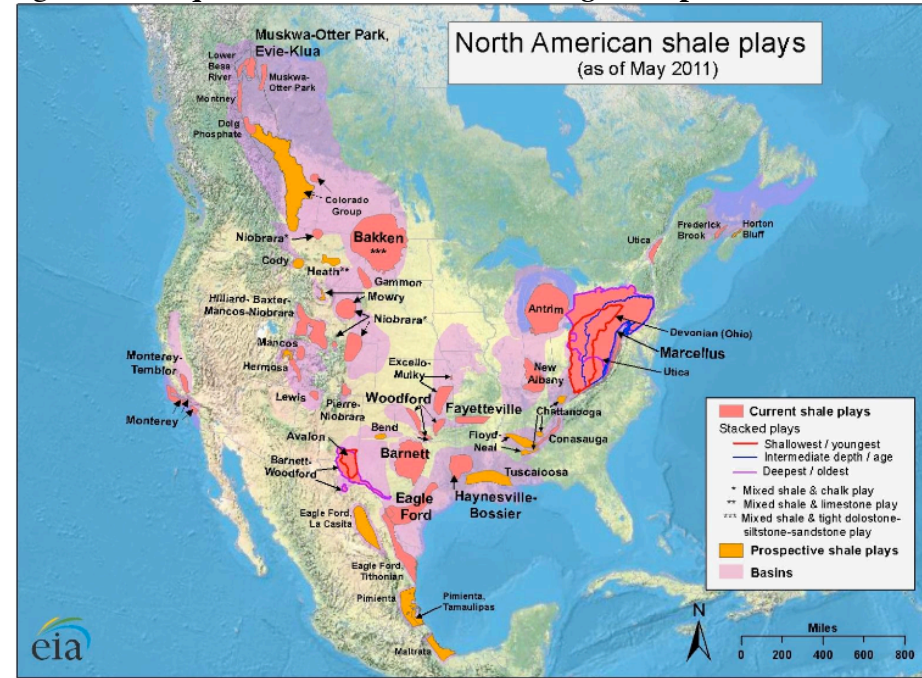 North American shale plays
(as of May 2011)
Muskwa-Otter Park,
Evie-Klua
Lower
Besa
River
Muskwa-
Otter Park
Montney
Doig
Phosphate
Colorado
Group
Niobrara*
Bakken
***
Cody
Heath**
Gammon
Mowry
Hilliard- Baxter-
Mancos-Niobrara
Niobrara*
Mancos
Hermosa
Lewis
Pierre-
Niobrara
Monterey-
Temblor
Monterey
Utica
Frederick
Brook
Horton
Bluff
Antrim
Devonian (Ohio)
Marcellus
Utica
New
Albany
Excello-
Mulky
Woodford
Fayetteville
Chattanooga
Bend
Floyd-
Neal
Conasauga
Avalon
Barnett
Tuscaloosa
Barnett-
Woodford
Haynesville-
Bossier
Eagle
Ford
Eagle Ford,
La Casita
Eagle Ford,
Tithonian
Pimienta
Pimienta,
Tamaulipas
Maltrata
Current shale plays
Stacked plays
Shallowest / youngest
Intermediate depth / age
Deepest / oldest
* Mixed shale & chalk play
** Mixed shale & limestone play
*** Mixed shale & tight dolostone-
siltstone-sandstone play
Prospective shale plays
Basins
N
Miles
0 200 400 600 800
eia